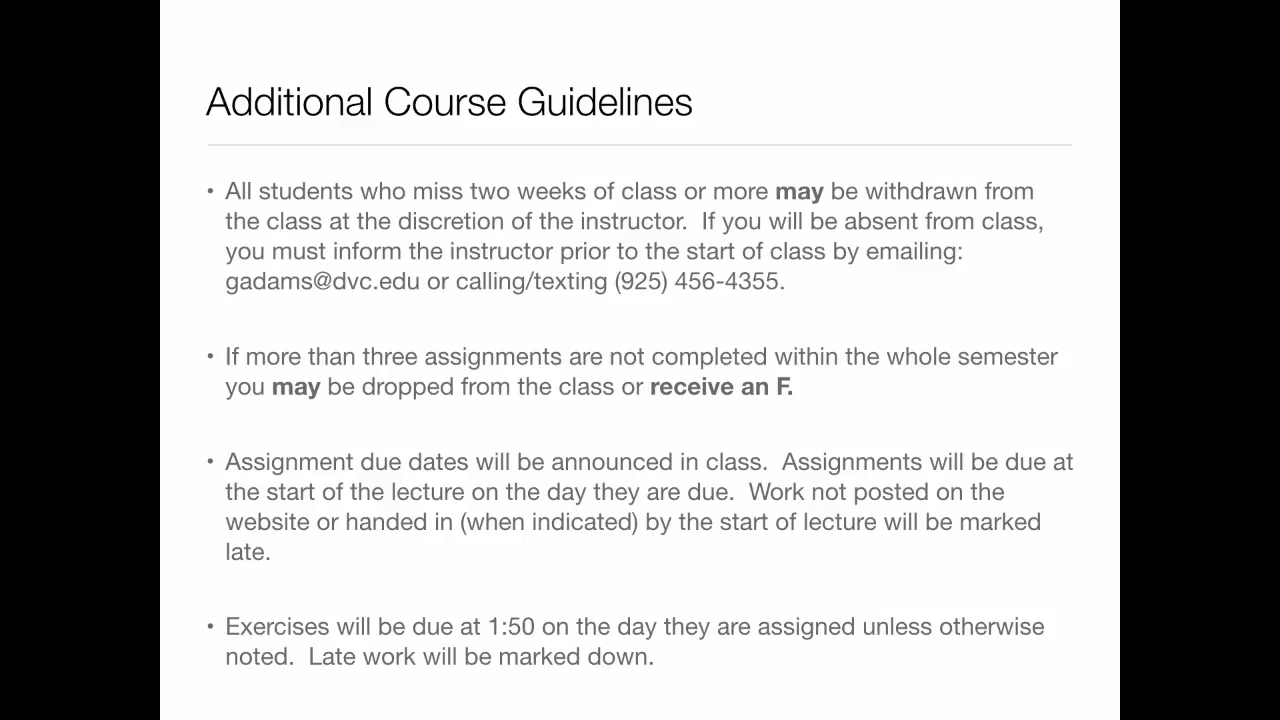 Additional Course Guidelines
• All students who miss two weeks of class or more may be withdrawn from
the class at the discretion of the instructor.  If you will be absent from class,
you must inform the instructor prior to the start of class by emailing:
gadams@dvc.edu or calling/texting (925) 456-4355.
• If more than three assignments are not completed within the whole semester
you may be dropped from the class or receive an F.
• Assignment due dates will be announced in class.  Assignments will be due at
the start of the lecture on the day they are due.  Work not posted on the
website or handed in (when indicated) by the start of lecture will be marked
late.
• Exercises will be due at 1:50 on the day they are assigned unless otherwise
noted.  Late work will be marked down.